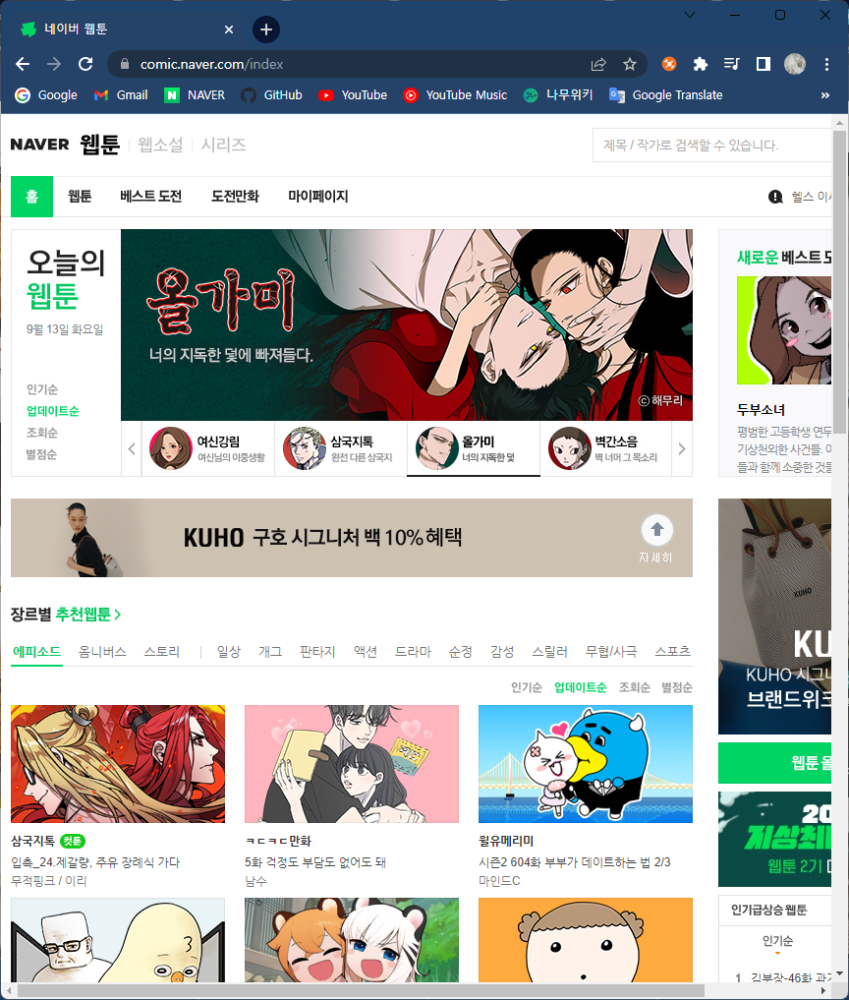 네이버 웹툰
comic.naver.com/index
Google Gmail NAVER GitHub YouTube YouTube Music 나무위키 Google Translate »
NAVER 웹툰 웹소설 시리즈
제목 / 작가로 검색할 수 있습니다.
홈 웹툰 베스트 도전 도전만화 마이페이지
헬스
오늘의
웹툰
9월 13일 화요일
인기순
업데이트순
조회순
별점순
올가미
너의 지독한 덫에 빠져들다.
ⓒ해무리
여신강림
여신님의 이중생활
삼국지톡
완전 다른 삼국지
올가미
너의 지독한 덫
벽간소음
벽 너머 그 목소리
새로운 베스트
두부소녀
평범한 고등학생 연두
기상천외한 사건들.
들과 함께 소중한 것들
KUHO 구호 시그니처 백 10% 혜택
자세히
KUHO
KU
KUHO 시그
브랜드위크
장르별 추천웹툰 >
에피소드 옴니버스 스토리 일상 개그 판타지 액션 드라마 순정 감성 스릴러 무협/사극 스포츠
인기순 업데이트순 조회순 별점순
삼국지톡 컷툰
입촉_24.제갈량, 주유 장례식 가다
무적핑크 / 이리
ㅋㄷㅋㄷ만화
5화 걱정도 부담도 없어도 돼
남수
윌유메리미
시즌2 604화 부부가 데이트하는 법 2/3
마인드C
웹툰 올
20
지상최
웹툰 2기
인기급상승 웹툰
인기순
1 김부장-46화